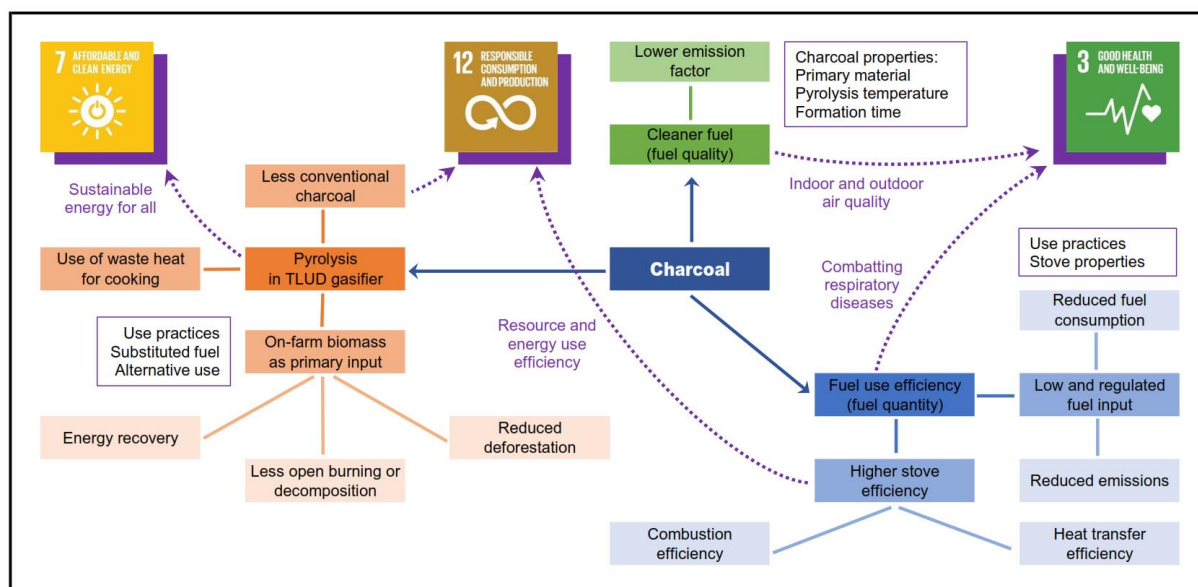 7 AFFORDABLE AND
CLEAN ENERGY
12 RESPONSIBLE
CONSUMPTION
AND PRODUCTION
Lower emission
factor
Charcoal properties:
Primary material
Pyrolysis temperature
Formation time
3 GOOD HEALTH
AND WELL-BEING
Cleaner fuel
(fuel quality)
Sustainable
energy for all
Less conventional
charcoal
Indoor and outdoor
air quality
Use of waste heat
for cooking
Pyrolysis
in TLUD gasifier
Charcoal
Combatting
respiratory
diseases
Use practices
Stove properties
Use practices
Substituted fuel
Alternative use
On-farm biomass
as primary input
Resource and
energy use
efficiency
Reduced fuel
consumption
Fuel use efficiency
(fuel quantity)
Low and regulated
fuel input
Energy recovery
Less open burning or
decomposition
Reduced
deforestation
Higher stove
efficiency
Reduced emissions
Combustion
efficiency
Heat transfer
efficiency